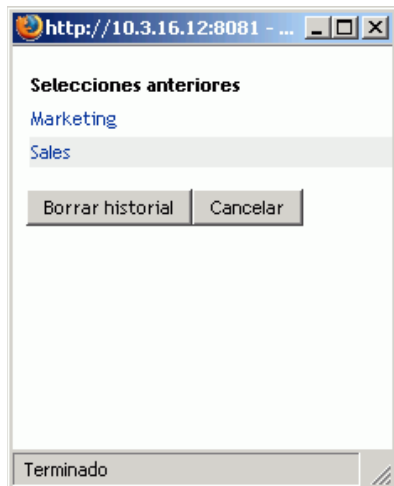 http://10.3.16.12:8081 - ...
Selecciones anteriores
Marketing
Sales
Borrar historial Cancelar
Terminado